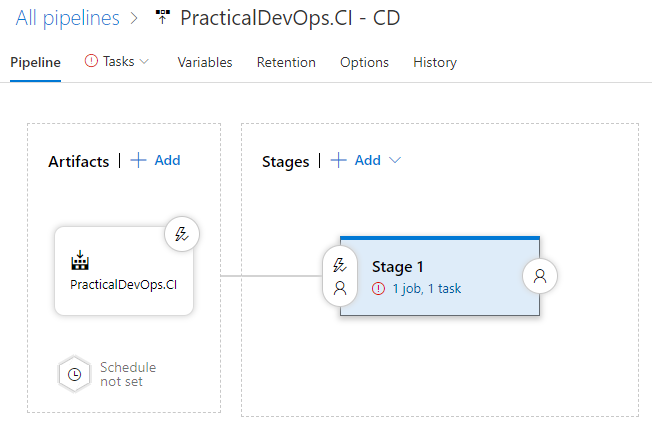 All pipelines > PracticalDevOps.CI - CD
Pipeline Tasks Variables Retention Options History
Artifacts | + Add
Stages | + Add
PracticalDevOps.CI
Stage 1
1 job, 1 task
Schedule
not set